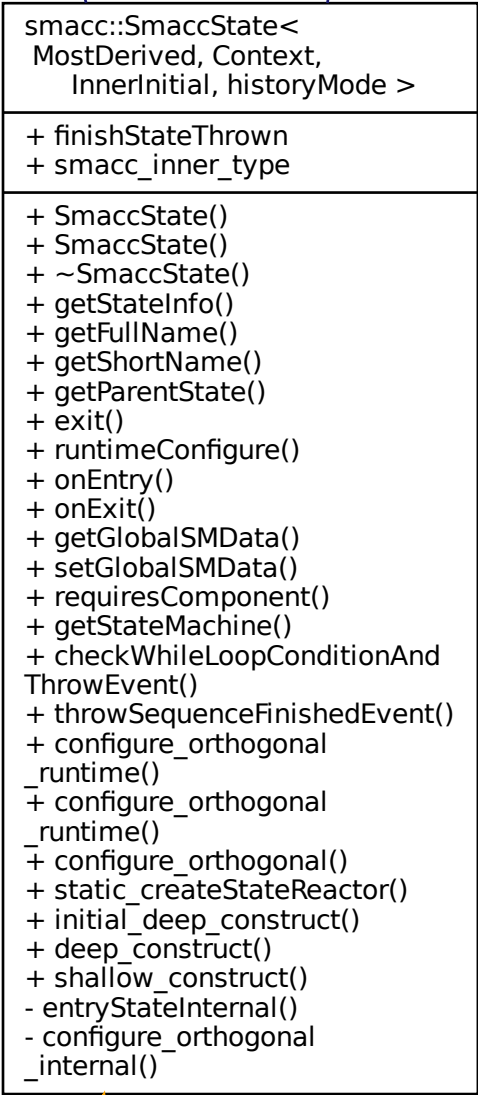 smacc::SmaccState<
MostDerived, Context,
InnerInitial, historyMode >
+ finishStateThrown
+ smacc_inner_type
+ SmaccState()
+ SmaccState()
+ ~SmaccState()
+ getStateInfo()
+ getFullName()
+ getShortName()
+ getParentState()
+ exit()
+ runtimeConfigure()
+ onEntry()
+ onExit()
+ getGlobalSMData()
+ setGlobalSMData()
+ requiresComponent()
+ getStateMachine()
+ checkWhileLoopConditionAnd
ThrowEvent()
+ throwSequenceFinishedEvent()
+ configure_orthogonal
_runtime()
+ configure_orthogonal
_runtime()
+ configure_orthogonal()
+ static_createStateReactor()
+ initial_deep_construct()
+ deep_construct()
+ shallow_construct()
- entryStateInternal()
- configure_orthogonal
_internal()